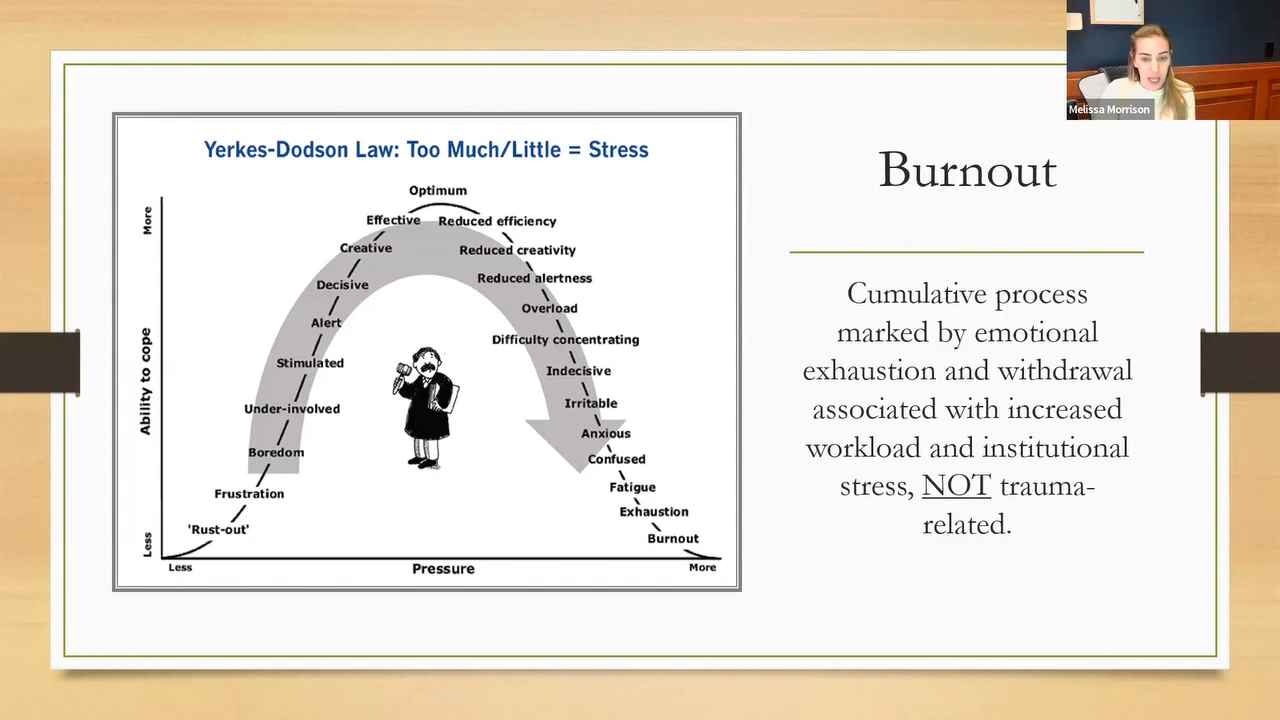 Melissa Morrison
Yerkes-Dodson Law: Too Much/Little = Stress
Optimum
Effective
Reduced efficiency
Creative
Reduced creativity
Decisive
Reduced alertness
Alert
Overload
Stimulated
Difficulty concentrating
Under-involved
Indecisive
Boredom
Irritable
Frustration
Anxious
'Rust-out'
Confused
Fatigue
Exhaustion
Burnout
More
Ability to cope
Less
Less
Pressure
More
Burnout
Cumulative process
marked by emotional
exhaustion and withdrawal
associated with increased
workload and institutional
stress, NOT trauma-
related.